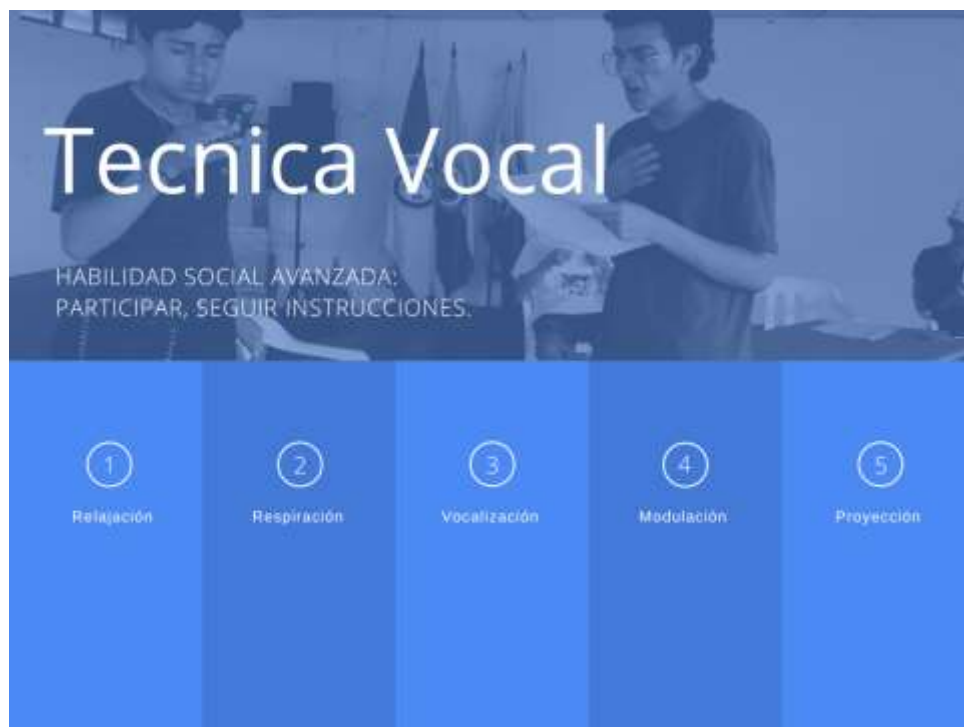 Tecnica Vocal
HABILIDAD SOCIAL AVANZADA:
PARTICIPAR, SEGUIR INSTRUCCIONES.
1
Relajación
2
Respiración
3
Vocalización
4
Modulación
5
Proyección